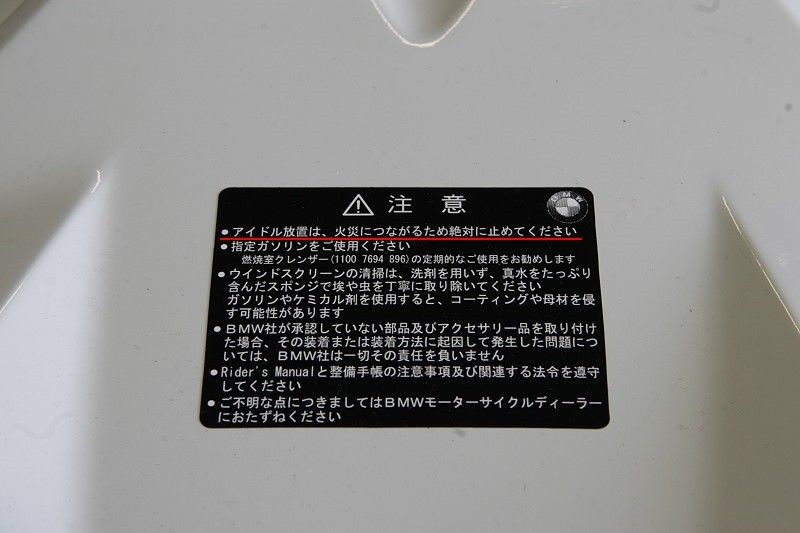 注 意
BMW
●アイドル放置は、火災につながるため絶対に止めてください
●指定ガソリンをご使用ください
燃焼室クレンザー(1100 7694 896)の定期的なご使用をお勧めします
●ウインドスクリーンの清掃は、洗剤を用いず、真水をたっぷり
含んだスポンジで埃や虫を丁寧に取り除いてください
ガソリンやケミカル剤を使用すると、コーティングや母材を侵
す可能性があります
●BMW社が承認していない部品及びアクセサリー品を取り付け
た場合、その装着または装着方法に起因して発生した問題につ
いては、BMW社は一切その責任を負いません
●Rider's Manualと整備手帳の注意事項及び関連する法令を遵守
してください
●ご不明な点につきましてはBMWモーターサイクルディーラー
におたずねください